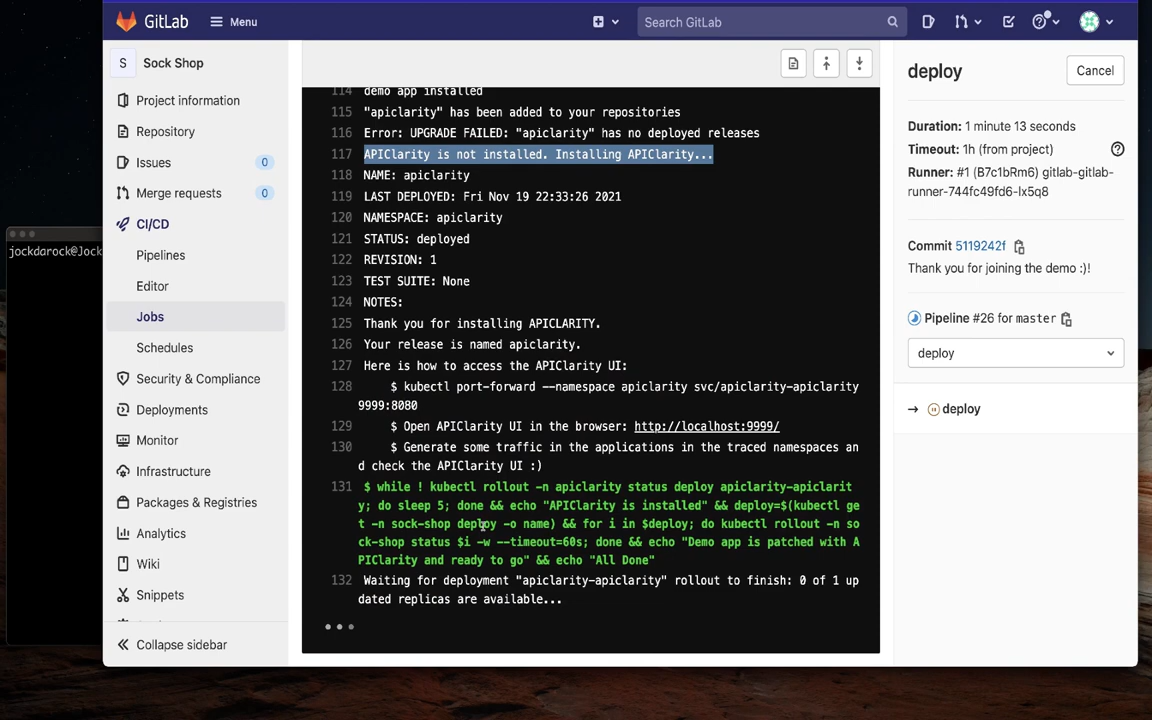 GitLab
Menu
Search GitLab
jockdarock@Jock
S Sock Shop
Project information
Repository
Issues 0
Merge requests 0
CI/CD
Pipelines
Editor
Jobs
Schedules
Security & Compliance
Deployments
Monitor
Infrastructure
Packages & Registries
Analytics
Wiki
Snippets
Collapse sidebar
114 demo app installed
115 "apiclarity" has been added to your repositories
116 Error: UPGRADE FAILED: "apiclarity" has no deployed releases
117 APIClarity is not installed. Installing APIClarity...
118 NAME: apiclarity
119 LAST DEPLOYED: Fri Nov 19 22:33:26 2021
120 NAMESPACE: apiclarity
121 STATUS: deployed
122 REVISION: 1
123 TEST SUITE: None
124 NOTES:
125 Thank you for installing APICLARITY.
126 Your release is named apiclarity.
127 Here is how to access the APIClarity UI:
128 $ kubectl port-forward --namespace apiclarity svc/apiclarity-apiclarity
9999:8080
129 $ Open APIClarity UI in the browser: http://localhost:9999/
130 $ Generate some traffic in the applications in the traced namespaces an
d check the APIClarity UI :)
131 $ while ! kubectl rollout -n apiclarity status deploy apiclarity-apiclarit
y; do sleep 5; done && echo "APIClarity is installed" && deploy=$(kubectl ge
t -n sock-shop deploy -o name) && for i in $deploy; do kubectl rollout -n so
ck-shop status $i -w --timeout=60s; done && echo "Demo app is patched with A
PIClarity and ready to go" && echo "All Done"
132 Waiting for deployment "apiclarity-apiclarity" rollout to finish: 0 of 1 up
dated replicas are available...
deploy
Cancel
Duration: 1 minute 13 seconds
Timeout: 1h (from project)
Runner: #1 (B7c1bRm6) gitlab-gitlab-
runner-744fc49fd6-lx5q8
Commit 5119242f
Thank you for joining the demo :)!
Pipeline #26 for master
deploy
→ deploy